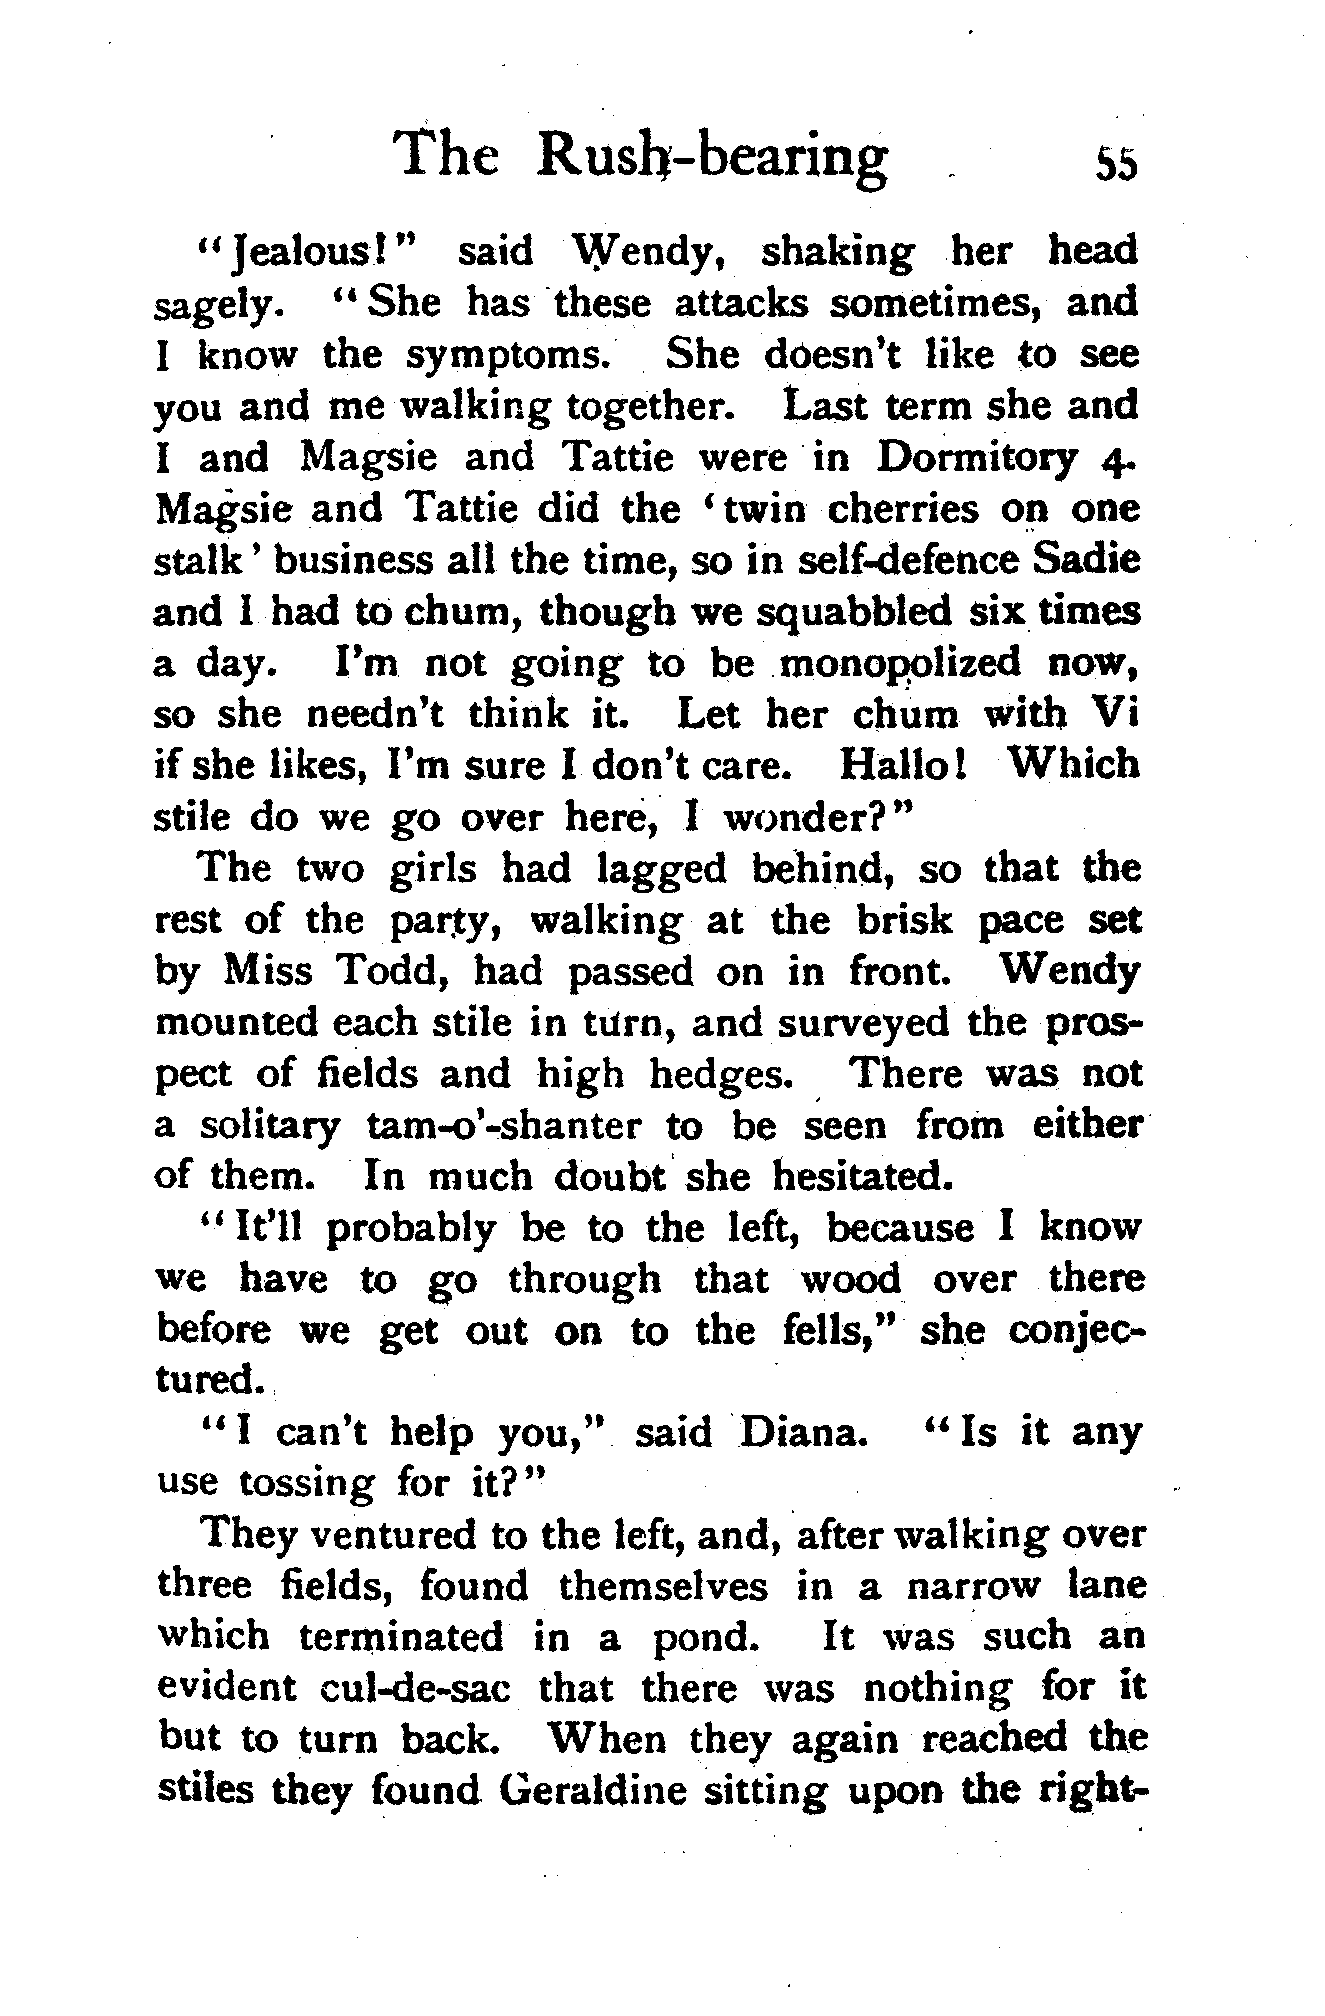 The Rush-bearing 55
"Jealous!" said Wendy, shaking her head
sagely. "She has these attacks sometimes, and
I know the symptoms. She doesn't like to see
you and me walking together. Last term she and
I and Magsie and Tattie were in Dormitory 4.
Magsie and Tattie did the 'twin cherries on one
stalk' business all the time, so in self-defence Sadie
and I had to chum, though we squabbled six times
a day. I'm not going to be monopolized now,
so she needn't think it. Let her chum with Vi
if she likes, I'm sure I don't care. Hallo! Which
stile do we go over here, I wonder?"
The two girls had lagged behind, so that the
rest of the party, walking at the brisk pace set
by Miss Todd, had passed on in front. Wendy
mounted each stile in turn, and surveyed the pros-
pect of fields and high hedges. There was not
a solitary tam-o'-shanter to be seen from either
of them. In much doubt she hesitated.
"It'll probably be to the left, because I know
we have to go through that wood over there
before we get out on to the fells," she conjec-
tured.
"I can't help you," said Diana. "Is it any
use tossing for it?"
They ventured to the left, and, after walking over
three fields, found themselves in a narrow lane
which terminated in a pond. It was such an
evident cul-de-sac that there was nothing for it
but to turn back. When they again reached the
stiles they found Geraldine sitting upon the right-